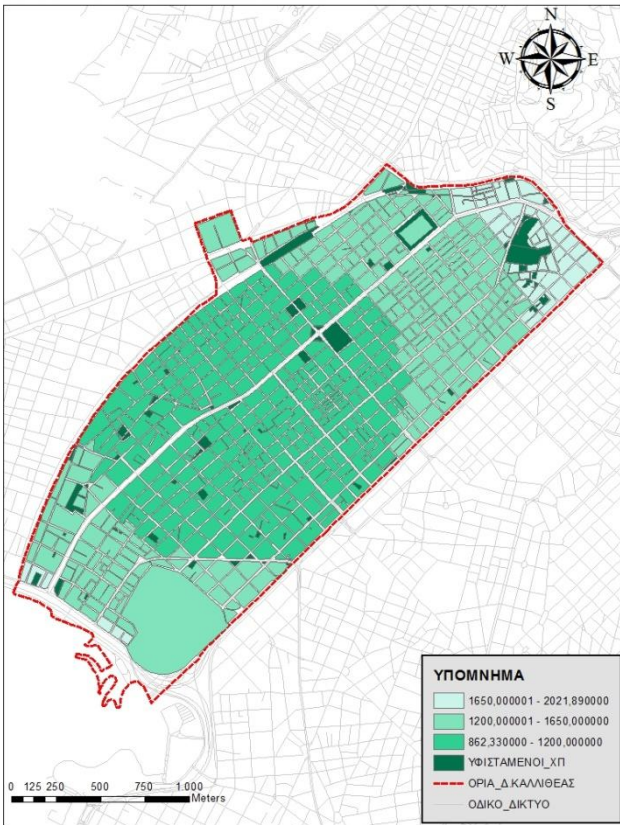 N
W E
S
ΥΠΟΜΝΗΜΑ
1650,000001 - 2021,890000
1200,000001 - 1650,000000
862,330000 - 1200,000000
ΥΦΙΣΤΑΜΕΝΟΙ_ΧΠ
ΟΡΙΑ_Δ.ΚΑΛΛΙΘΕΑΣ
ΟΔΙΚΟ_ΔΙΚΤΥΟ
0 125 250 500 750 1.000
Meters